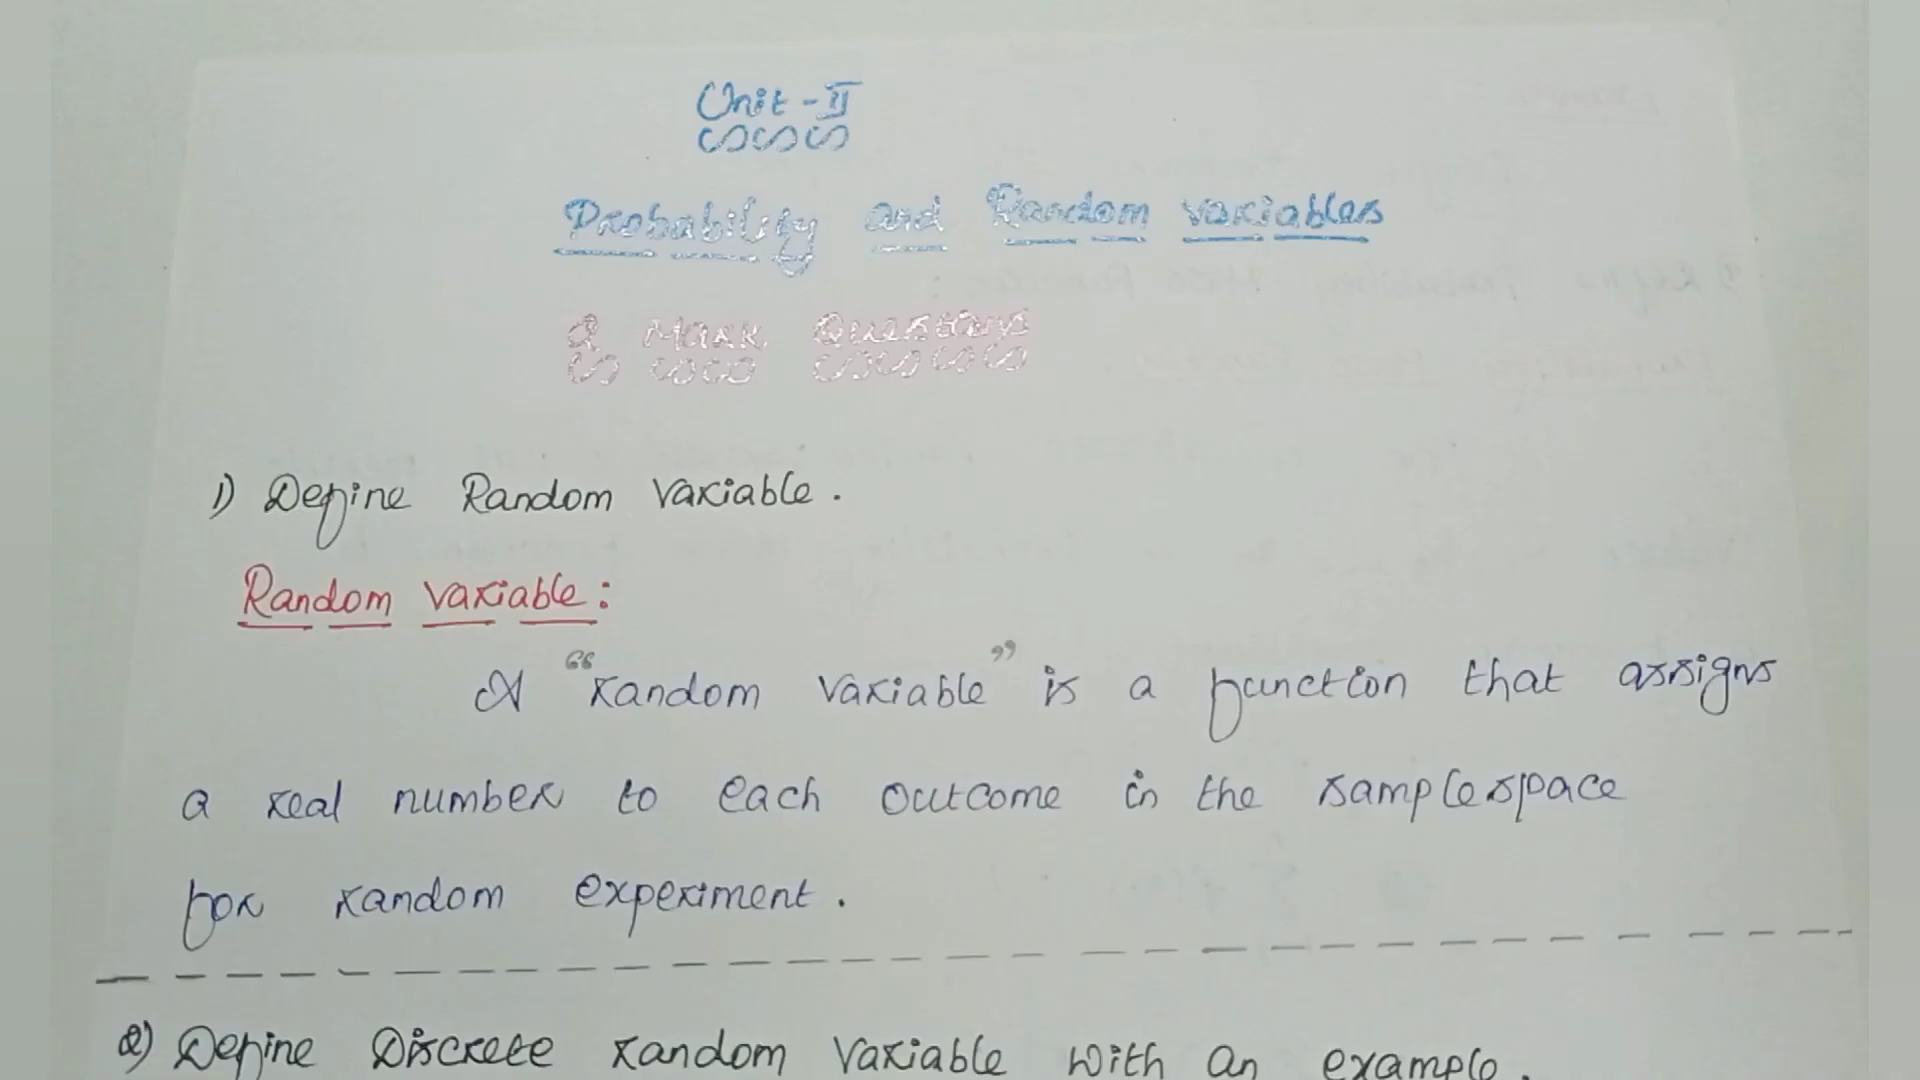 Unit - II
Probability and Random variables
2 Mark Questions
1) Define Random Variable.
Random variable:
A "random variable" is a function that assigns
a real number to each outcome in the samplespace
for random experiment.
2) Define Discrete random Variable with an example.